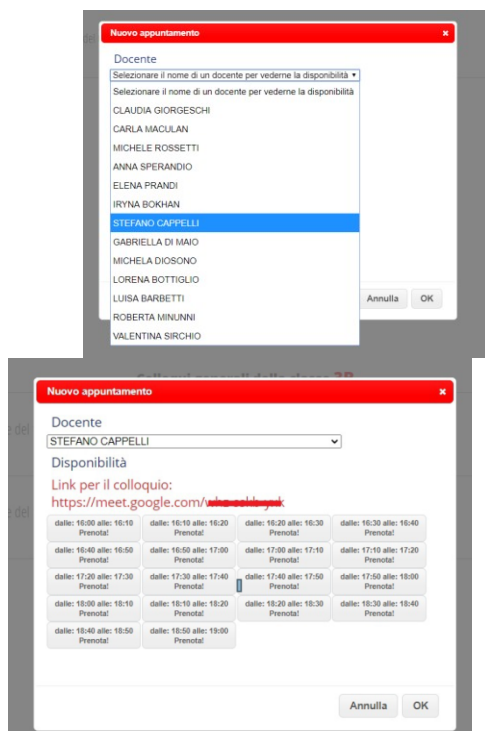 Nuovo appuntamento
Docente
Selezionare il nome di un docente per vederne la disponibilità
Selezionare il nome di un docente per vederne la disponibilità
CLAUDIA GIORGESCHI
CARLA MACULAN
MICHELE ROSSETTI
ANNA SPERANDIO
ELENA PRANDI
IRYNA BOKHAN
STEFANO CAPPELLI
GABRIELLA DI MAIO
MICHELA DIOSONO
LORENA BOTTIGLIO
LUISA BARBETTI
ROBERTA MINUNNI
VALENTINA SIRCHIO
Annulla OK
Colloqui generali della classe 3B
Nuovo appuntamento
Docente
STEFANO CAPPELLI
Disponibilità
Link per il colloquio:
https://meet.google.com/
dalle: 16:00 alle: 16:10 dalle: 16:10 alle: 16:20 dalle: 16:20 alle: 16:30 dalle: 16:30 alle: 16:40
Prenota! Prenota! Prenota! Prenota!
dalle: 16:40 alle: 16:50 dalle: 16:50 alle: 17:00 dalle: 17:00 alle: 17:10 dalle: 17:10 alle: 17:20
Prenota! Prenota! Prenota! Prenota!
dalle: 17:20 alle: 17:30 dalle: 17:30 alle: 17:40 dalle: 17:40 alle: 17:50 dalle: 17:50 alle: 18:00
Prenota! Prenota! Prenota! Prenota!
dalle: 18:00 alle: 18:10 dalle: 18:10 alle: 18:20 dalle: 18:20 alle: 18:30 dalle: 18:30 alle: 18:40
Prenota! Prenota! Prenota! Prenota!
dalle: 18:40 alle: 18:50 dalle: 18:50 alle: 19:00
Prenota! Prenota!
Annulla OK